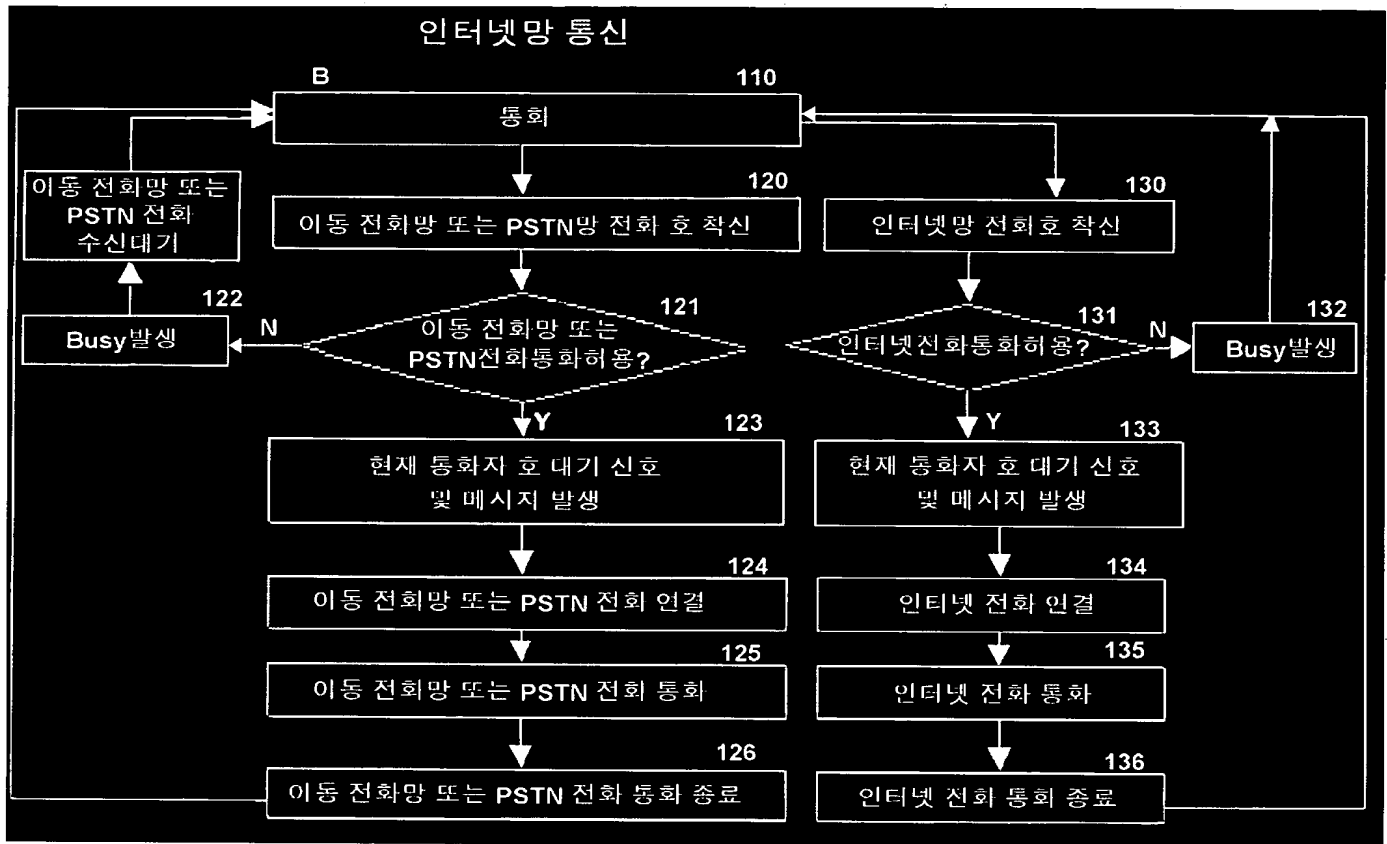 인터넷망 통신
B
110
통화
이동 전화망 또는
PSTN 전화
수신대기
120
이동 전화망 또는 PSTN망 전화 호 착신
130
인터넷망 전화호 착신
122
Busy발생
N
121
이동 전화망 또는
PSTN전화통화허용?
131
인터넷전화통화허용?
N
132
Busy발생
Y
123
현재 통화자 호 대기 신호
및 메시지 발생
Y
133
현재 통화자 호 대기 신호
및 메시지 발생
124
이동 전화망 또는 PSTN 전화 연결
134
인터넷 전화 연결
125
이동 전화망 또는 PSTN 전화 통화
135
인터넷 전화 통화
126
이동 전화망 또는 PSTN 전화 통화 종료
136
인터넷 전화 통화 종료